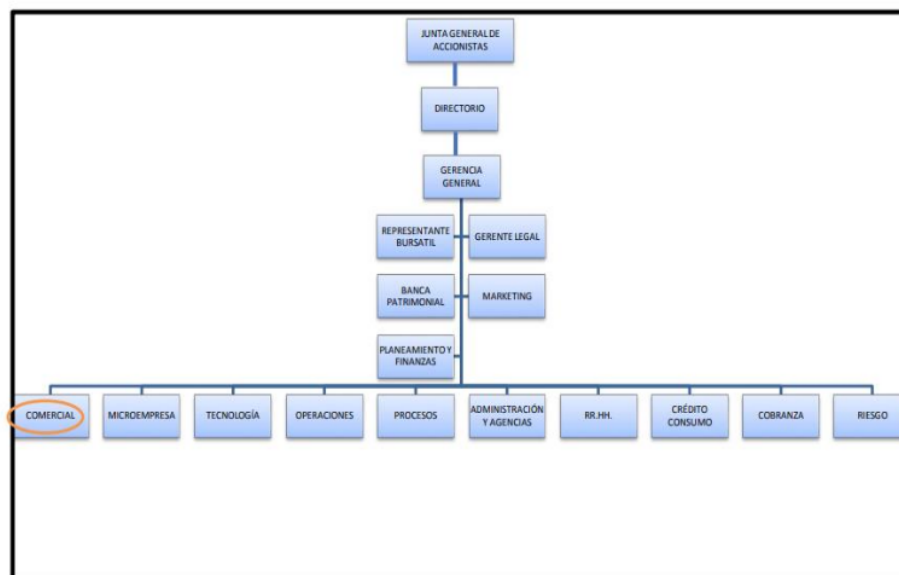 JUNTA GENERAL DE
ACCIONISTAS
DIRECTORIO
GERENCIA
GENERAL
REPRESENTANTE
BURSATIL
GERENTE LEGAL
BANCA
PATRIMONIAL
MARKETING
PLANEAMIENTO Y
FINANZAS
COMERCIAL
MICROEMPRESA
TECNOLOGÍA
OPERACIONES
PROCESOS
ADMINISTRACIÓN
Y AGENCIAS
RR.HH.
CRÉDITO
CONSUMO
COBRANZA
RIESGO